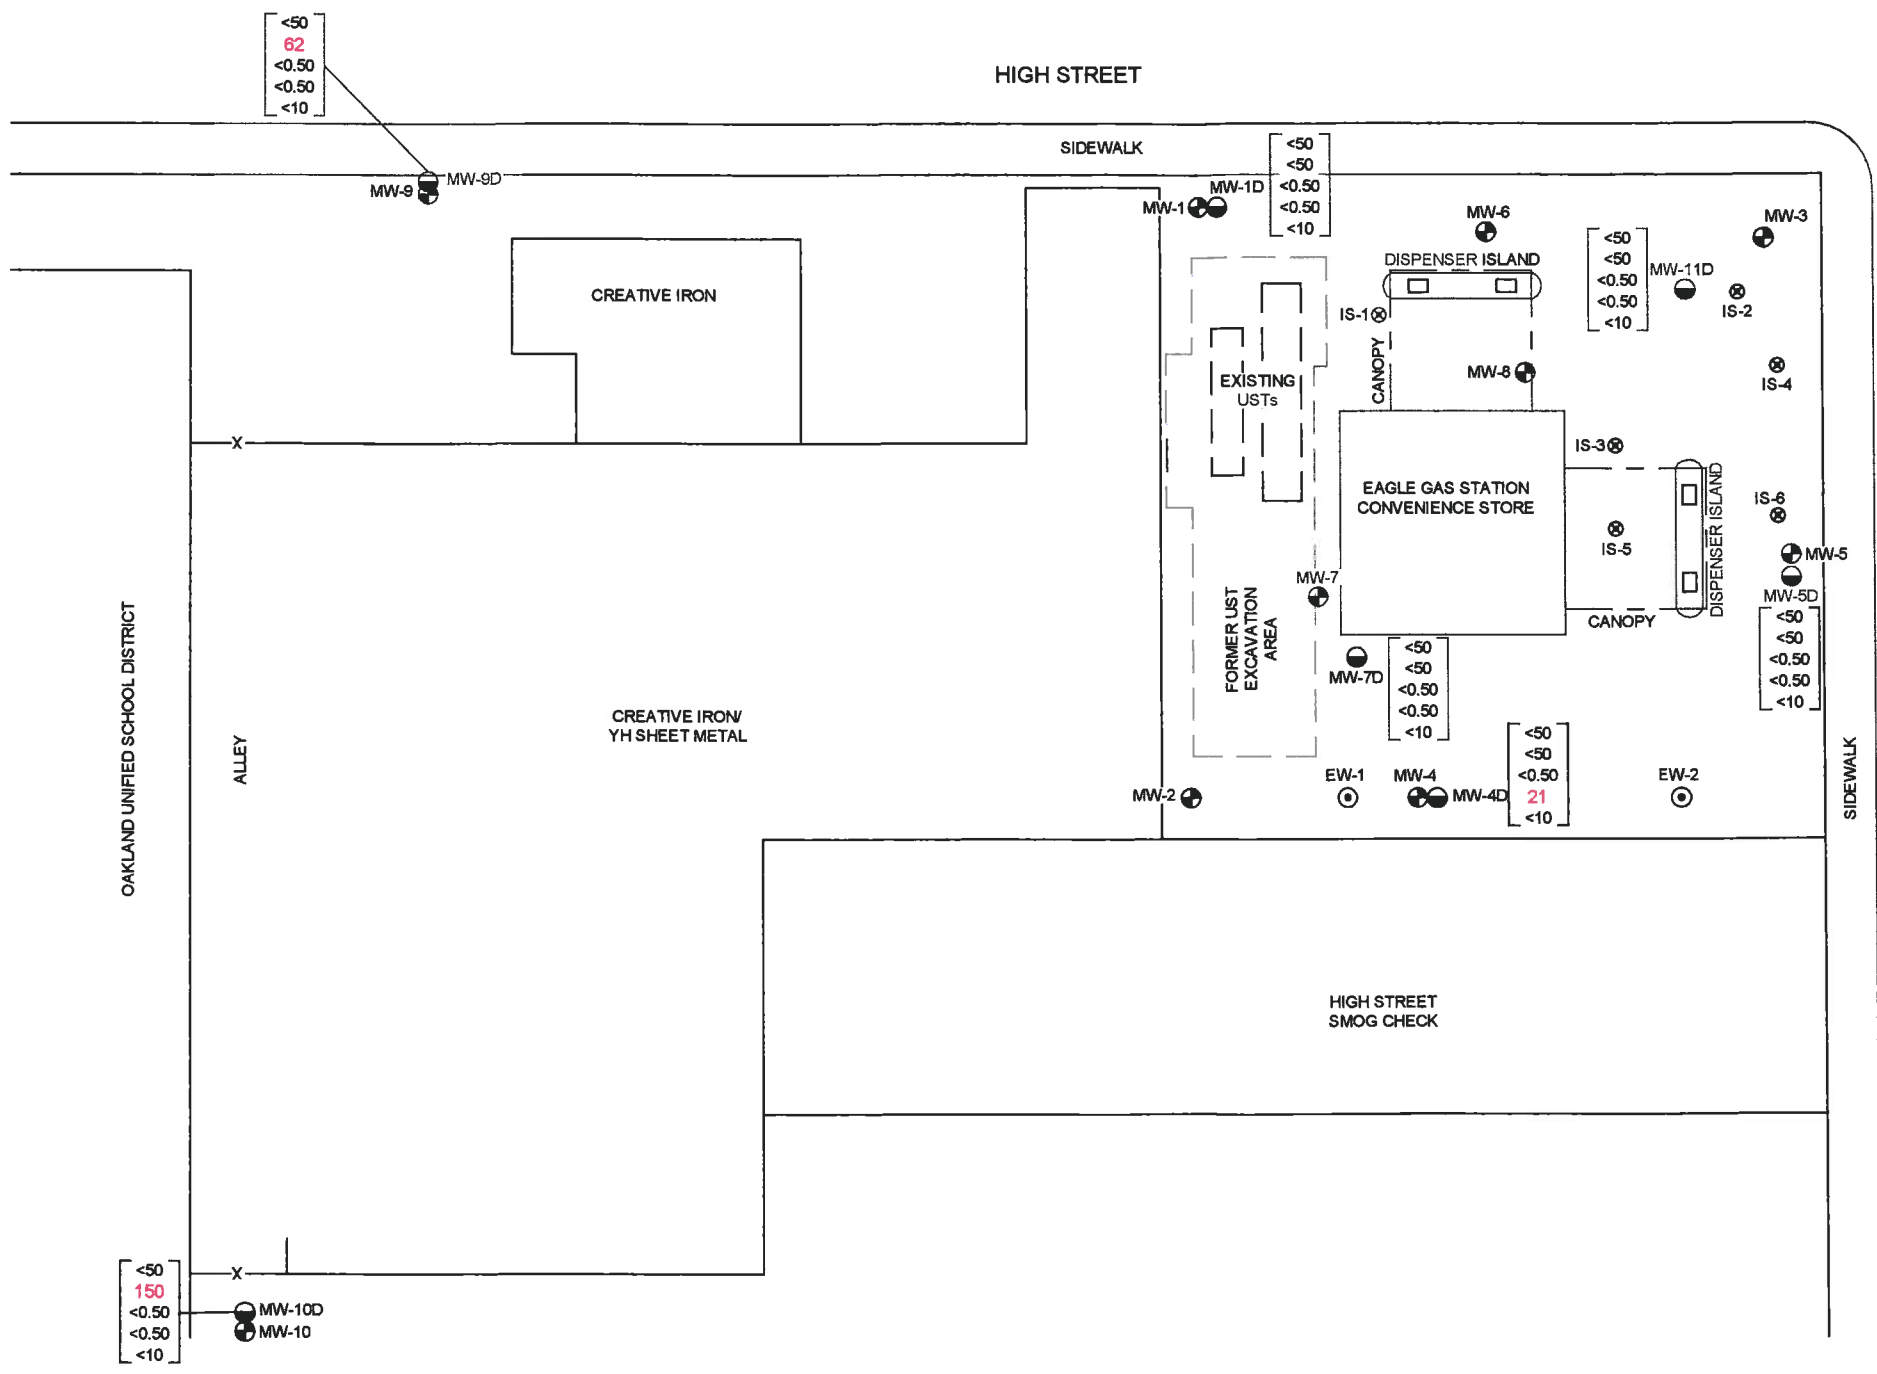 <50
62
<0.50
<0.50
<10
HIGH STREET
SIDEWALK
MW-9
MW-9D
<50
<50
<0.50
<0.50
<10
MW-1D
MW-1
MW-6
MW-3
DISPENSER ISLAND
<50
<50
<0.50
<0.50
<10
MW-11D
IS-2
CREATIVE IRON
IS-1
CANOPY
MW-8
IS-4
EXISTING
USTs
X
IS-3
EAGLE GAS STATION
CONVENIENCE STORE
DISPENSER ISLAND
IS-6
IS-5
MW-5
MW-5D
<50
<50
<0.50
<0.50
<10
MW-7
CANOPY
FORMER UST
EXCAVATION
AREA
MW-7D
<50
<50
<0.50
<0.50
<10
OAKLAND UNIFIED SCHOOL DISTRICT
ALLEY
CREATIVE IRON/
YH SHEET METAL
SIDEWALK
MW-2
EW-1
MW-4
MW-4D
<50
<50
<0.50
21
<10
EW-2
HIGH STREET
SMOG CHECK
X
<50
150
<0.50
<0.50
<10
MW-10D
MW-10